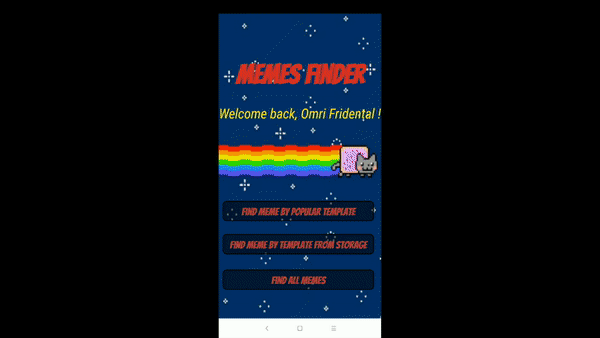 MEMES FINDER
Welcome back, Omri Fridental !
FIND MEME BY POPULAR TEMPLATE
FIND MEME BY TEMPLATE FROM STORAGE
FIND ALL MEMES